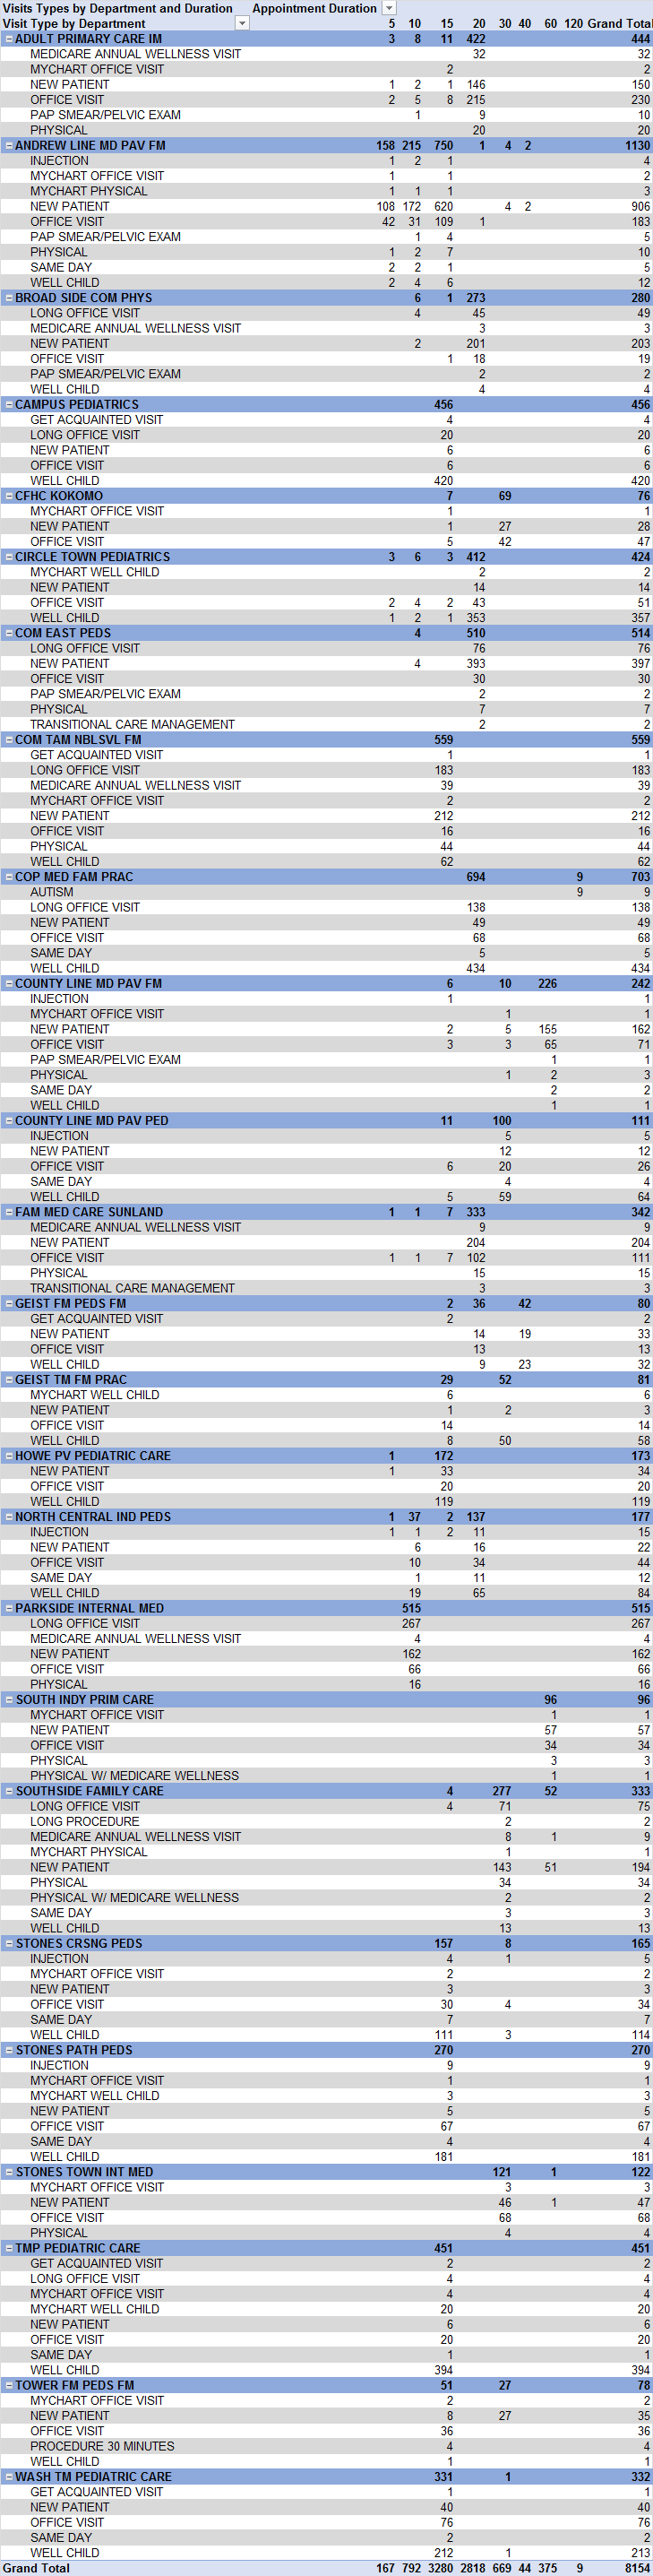 Visits Types by Department and Duration Appointment Duration
Visit Type by Department 5 10 15 20 30 40 60 120 Grand Total
ADULT PRIMARY CARE IM 3 8 11 422 444
MEDICARE ANNUAL WELLNESS VISIT 32 32
MYCHART OFFICE VISIT 2 2
NEW PATIENT 1 2 1 146 150
OFFICE VISIT 2 5 8 215 230
PAP SMEAR/PELVIC EXAM 1 9 10
PHYSICAL 20 20
ANDREW LINE MD PAV FM 158 215 750 1 4 2 1130
INJECTION 1 2 1 4
MYCHART OFFICE VISIT 1 1 2
MYCHART PHYSICAL 1 1 1 3
NEW PATIENT 108 172 620 4 2 906
OFFICE VISIT 42 31 109 1 183
PAP SMEAR/PELVIC EXAM 1 4 5
PHYSICAL 1 2 7 10
SAME DAY 2 2 1 5
WELL CHILD 2 4 6 12
BROAD SIDE COM PHYS 6 1 273 280
LONG OFFICE VISIT 4 45 49
MEDICARE ANNUAL WELLNESS VISIT 3 3
NEW PATIENT 2 201 203
OFFICE VISIT 1 18 19
PAP SMEAR/PELVIC EXAM 2 2
WELL CHILD 4 4
CAMPUS PEDIATRICS 456 456
GET ACQUAINTED VISIT 4 4
LONG OFFICE VISIT 20 20
NEW PATIENT 6 6
OFFICE VISIT 6 6
WELL CHILD 420 420
CFHC KOKOMO 7 69 76
MYCHART OFFICE VISIT 1 1
NEW PATIENT 1 27 28
OFFICE VISIT 5 42 47
CIRCLE TOWN PEDIATRICS 3 6 3 412 424
MYCHART WELL CHILD 2 2
NEW PATIENT 14 14
OFFICE VISIT 2 4 2 43 51
WELL CHILD 1 2 1 353 357
COM EAST PEDS 4 510 514
LONG OFFICE VISIT 76 76
NEW PATIENT 4 393 397
OFFICE VISIT 30 30
PAP SMEAR/PELVIC EXAM 2 2
PHYSICAL 7 7
TRANSITIONAL CARE MANAGEMENT 2 2
COM TAM NBLSVL FM 559 559
GET ACQUAINTED VISIT 1 1
LONG OFFICE VISIT 183 183
MEDICARE ANNUAL WELLNESS VISIT 39 39
MYCHART OFFICE VISIT 2 2
NEW PATIENT 212 212
OFFICE VISIT 16 16
PHYSICAL 44 44
WELL CHILD 62 62
COP MED FAM PRAC 694 9 703
AUTISM 9 9
LONG OFFICE VISIT 138 138
NEW PATIENT 49 49
OFFICE VISIT 68 68
SAME DAY 5 5
WELL CHILD 434 434
COUNTY LINE MD PAV FM 6 10 226 242
INJECTION 1 1
MYCHART OFFICE VISIT 1 1
NEW PATIENT 2 5 155 162
OFFICE VISIT 3 3 65 71
PAP SMEAR/PELVIC EXAM 1 1
PHYSICAL 1 2 3
SAME DAY 2 2
WELL CHILD 1 1
COUNTY LINE MD PAV PED 11 100 111
INJECTION 5 5
NEW PATIENT 12 12
OFFICE VISIT 6 20 26
SAME DAY 4 4
WELL CHILD 5 59 64
FAM MED CARE SUNLAND 1 1 7 333 342
MEDICARE ANNUAL WELLNESS VISIT 9 9
NEW PATIENT 204 204
OFFICE VISIT 1 1 7 102 111
PHYSICAL 15 15
TRANSITIONAL CARE MANAGEMENT 3 3
GEIST FM PEDS FM 2 36 42 80
GET ACQUAINTED VISIT 2 2
NEW PATIENT 14 19 33
OFFICE VISIT 13 13
WELL CHILD 9 23 32
GEIST TM FM PRAC 29 52 81
MYCHART WELL CHILD 6 6
NEW PATIENT 1 2 3
OFFICE VISIT 14 14
WELL CHILD 8 50 58
HOWE PV PEDIATRIC CARE 1 172 173
NEW PATIENT 1 33 34
OFFICE VISIT 20 20
WELL CHILD 119 119
NORTH CENTRAL IND PEDS 1 37 2 137 177
INJECTION 1 1 2 11 15
NEW PATIENT 6 16 22
OFFICE VISIT 10 34 44
SAME DAY 1 11 12
WELL CHILD 19 65 84
PARKSIDE INTERNAL MED 515 515
LONG OFFICE VISIT 267 267
MEDICARE ANNUAL WELLNESS VISIT 4 4
NEW PATIENT 162 162
OFFICE VISIT 66 66
PHYSICAL 16 16
SOUTH INDY PRIM CARE 96 96
MYCHART OFFICE VISIT 1 1
NEW PATIENT 57 57
OFFICE VISIT 34 34
PHYSICAL 3 3
PHYSICAL W/ MEDICARE WELLNESS 1 1
SOUTHSIDE FAMILY CARE 4 277 52 333
LONG OFFICE VISIT 4 71 75
LONG PROCEDURE 2 2
MEDICARE ANNUAL WELLNESS VISIT 8 1 9
MYCHART PHYSICAL 1 1
NEW PATIENT 143 51 194
PHYSICAL 34 34
PHYSICAL W/ MEDICARE WELLNESS 2 2
SAME DAY 3 3
WELL CHILD 13 13
STONES CRSNG PEDS 157 8 165
INJECTION 4 1 5
MYCHART OFFICE VISIT 2 2
NEW PATIENT 3 3
OFFICE VISIT 30 4 34
SAME DAY 7 7
WELL CHILD 111 3 114
STONES PATH PEDS 270 270
INJECTION 9 9
MYCHART OFFICE VISIT 1 1
MYCHART WELL CHILD 3 3
NEW PATIENT 5 5
OFFICE VISIT 67 67
SAME DAY 4 4
WELL CHILD 181 181
STONES TOWN INT MED 121 1 122
MYCHART OFFICE VISIT 3 3
NEW PATIENT 46 1 47
OFFICE VISIT 68 68
PHYSICAL 4 4
TMP PEDIATRIC CARE 451 451
GET ACQUAINTED VISIT 2 2
LONG OFFICE VISIT 4 4
MYCHART OFFICE VISIT 4 4
MYCHART WELL CHILD 20 20
NEW PATIENT 6 6
OFFICE VISIT 20 20
SAME DAY 1 1
WELL CHILD 394 394
TOWER FM PEDS FM 51 27 78
MYCHART OFFICE VISIT 2 2
NEW PATIENT 8 27 35
OFFICE VISIT 36 36
PROCEDURE 30 MINUTES 4 4
WELL CHILD 1 1
WASH TM PEDIATRIC CARE 331 1 332
GET ACQUAINTED VISIT 1 1
NEW PATIENT 40 40
OFFICE VISIT 76 76
SAME DAY 2 2
WELL CHILD 212 1 213
Grand Total 167 792 3280 2818 669 44 375 9 8154